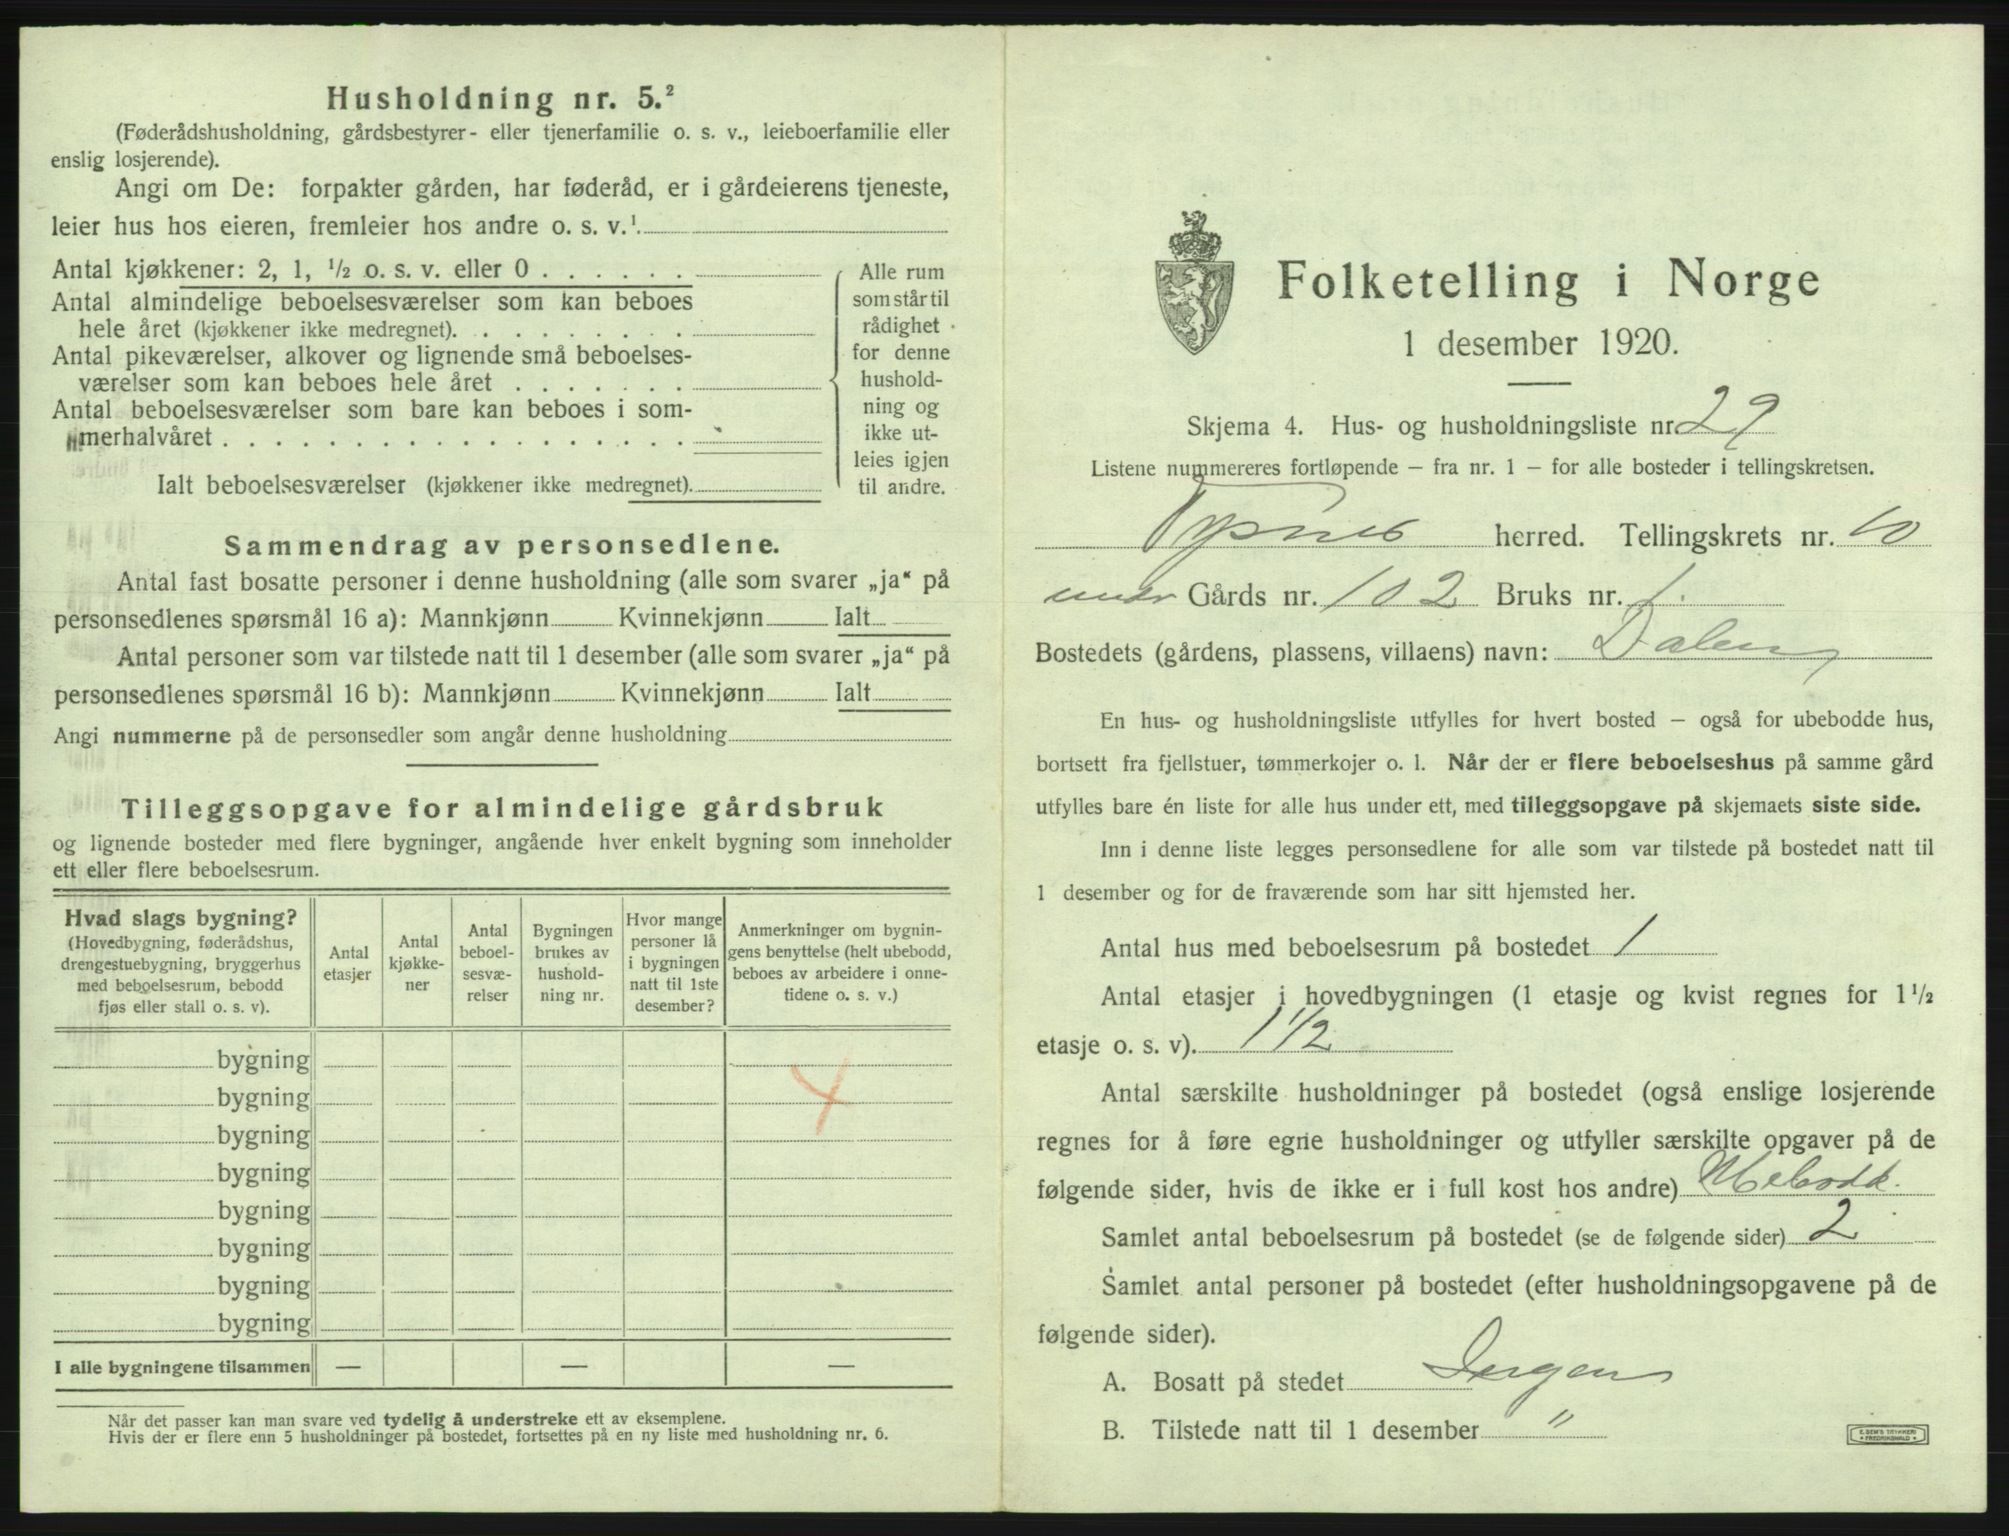 Husholdning nr. 5.²
(Føderådshusholdning, gårdsbestyrer- eller tjenerfamilie o. s. v., leieboerfamilie eller
enslig losjerende).
Angi om De: forpakter gården, har føderåd, er i gårdeierens tjeneste,
leier hus hos eieren, fremleier hos andre o. s. v.¹
Antal kjøkkener: 2, 1, ½ o. s. v. eller 0 . . . . . .
Antal almindelige beboelsesværelser som kan beboes
hele året (kjøkkener ikke medregnet). . . . . . . .
Antal pikeværelser, alkover og lignende små beboelses-
værelser som kan beboes hele året . . . . . . .
Antal beboelsesværelser som bare kan beboes i som-
merhalvåret . . . . . . . . . . . . . . . . . .
Ialt beboelsesværelser (kjøkkener ikke medregnet).
Alle rum
som står til
rådighet
for denne
hushold-
ning og
ikke ut-
leies igjen
til andre.
Sammendrag av personsedlene.
Antal fast bosatte personer i denne husholdning (alle som svarer „ja“ på
personsedlenes spørsmål 16 a): Mannkjønn Kvinnekjønn Ialt
Antal personer som var tilstede natt til 1 desember (alle som svarer „ja“ på
personsedlenes spørsmål 16 b): Mannkjønn Kvinnekjønn Ialt
Angi nummerne på de personsedler som angår denne husholdning
Tilleggsopgave for almindelige gårdsbruk
og lignende bosteder med flere bygninger, angående hver enkelt bygning som inneholder
ett eller flere beboelsesrum.
Hvad slags bygning?
(Hovedbygning, føderådshus,
drengestuebygning, bryggerhus
med beboelsesrum, bebodd
fjøs eller stall o. s. v).
Antal
etasjer
Antal
kjøkke-
ner
Antal
beboel-
sesvæ-
relser
Bygningen
brukes av
hushold-
ning nr.
Hvor mange
personer lå
i bygningen
natt til 1ste
desember?
Anmerkninger om bygnin-
gens benyttelse (helt ubebodd,
beboes av arbeidere i onne-
tidene o. s. v.)
bygning
bygning
bygning
bygning
bygning
bygning
bygning
bygning
I alle bygningene tilsammen — — —
Når det passer kan man svare ved tydelig å understreke ett av eksemplene.
Hvis der er flere enn 5 husholdninger på bostedet, fortsettes på en ny liste med husholdning nr. 6.
Folketelling i Norge
1 desember 1920.
Skjema 4. Hus- og husholdningsliste nr. 29
Listene nummereres fortløpende – fra nr. 1 – for alle bosteder i tellingskretsen.
Tysnes herred. Tellingskrets nr. 10
under Gårds nr. 102 Bruks nr. 1.
Bostedets (gårdens, plassens, villaens) navn: Dalen
En hus- og husholdningsliste utfylles for hvert bosted – også for ubebodde hus,
bortsett fra fjellstuer, tømmerkojer o. l. Når der er flere beboelseshus på samme gård
utfylles bare én liste for alle hus under ett, med tilleggsopgave på skjemaets siste side.
Inn i denne liste legges personsedlene for alle som var tilstede på bostedet natt til
1 desember og for de fraværende som har sitt hjemsted her.
Antal hus med beboelsesrum på bostedet 1
Antal etasjer i hovedbygningen (1 etasje og kvist regnes for 1½
etasje o. s. v). 1 1/2
Antal særskilte husholdninger på bostedet (også enslige losjerende
regnes for å føre egne husholdninger og utfyller særskilte opgaver på de
følgende sider, hvis de ikke er i full kost hos andre) Ubebodd.
Samlet antal beboelsesrum på bostedet (se de følgende sider) 2
Samlet antal personer på bostedet (efter husholdningsopgavene på de
følgende sider).
A. Bosatt på stedet Ingen
B. Tilstede natt til 1 desember "
E. SEM'S TRYKKERI
FREDRIKSHALD